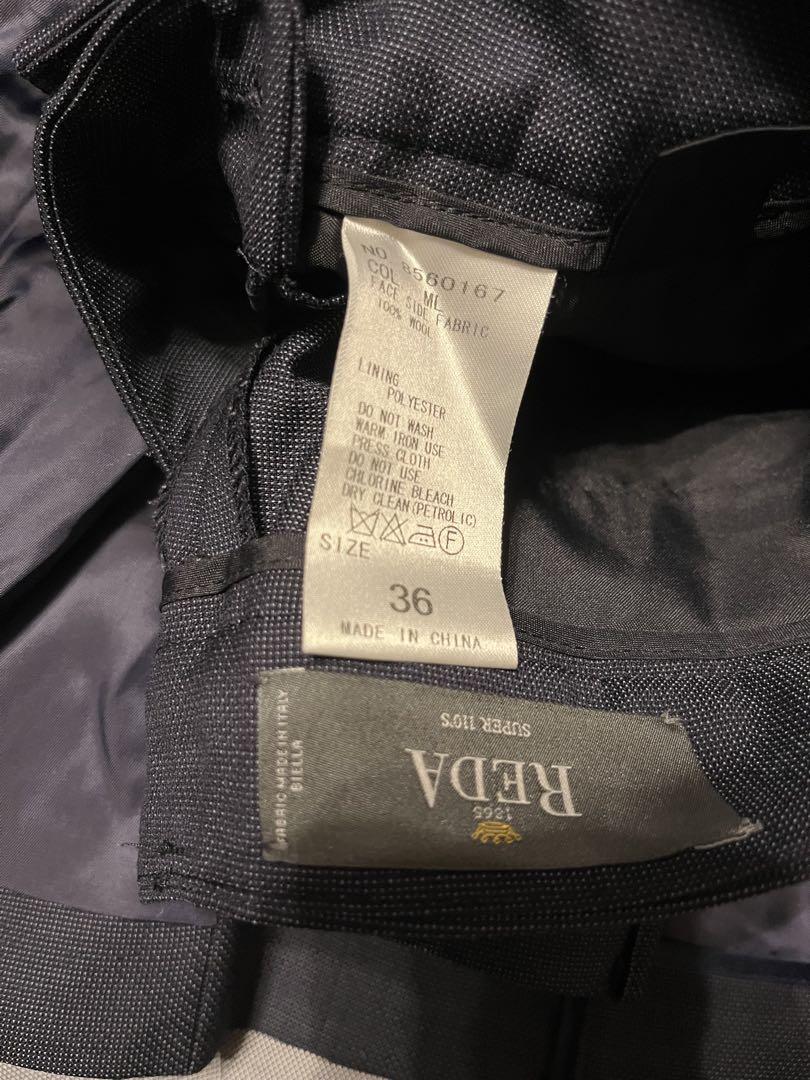 NO 8560167
COL ML
FACE SIDE FABRIC
100% WOOL
LINING
POLYESTER
DO NOT WASH
WARM IRON USE
PRESS CLOTH
DO NOT USE
CHLORINE BLEACH
DRY CLEAN(PETROLIC)
F
SIZE
36
MADE IN CHINA
1865
REDA
SUPER 110'S
FABRIC MADE IN ITALY
BIELLA